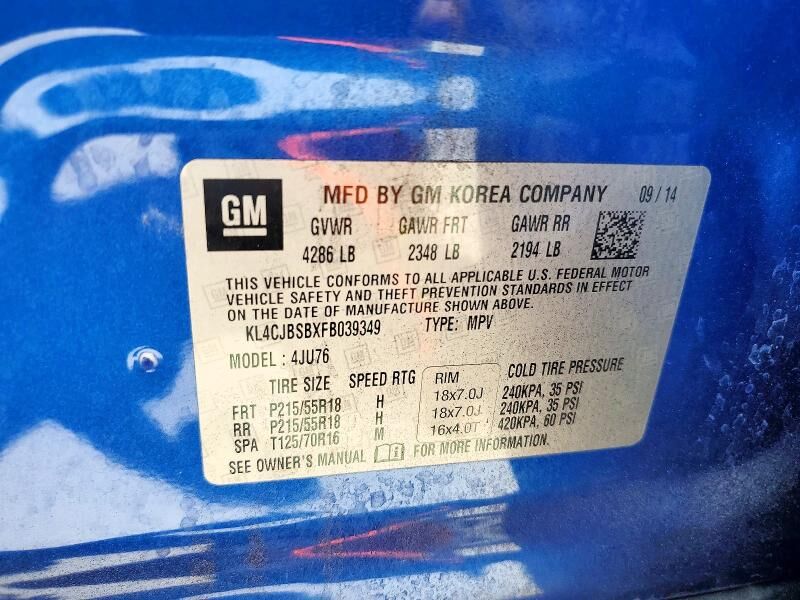 GM MFD BY GM KOREA COMPANY 09/14
GVWR GAWR FRT GAWR RR
4286 LB 2348 LB 2194 LB
THIS VEHICLE CONFORMS TO ALL APPLICABLE U.S. FEDERAL MOTOR
VEHICLE SAFETY AND THEFT PREVENTION STANDARDS IN EFFECT
ON THE DATE OF MANUFACTURE SHOWN ABOVE.
KL4CJBSBXFB039349 TYPE: MPV
MODEL: 4JU76
TIRE SIZE SPEED RTG RIM COLD TIRE PRESSURE
FRT P215/55R18 H 18x7.0J 240KPA, 35 PSI
RR P215/55R18 H 18x7.0J 240KPA, 35 PSI
SPA T125/70R16 M 16x4.0T 420KPA, 60 PSI
SEE OWNER'S MANUAL FOR MORE INFORMATION.